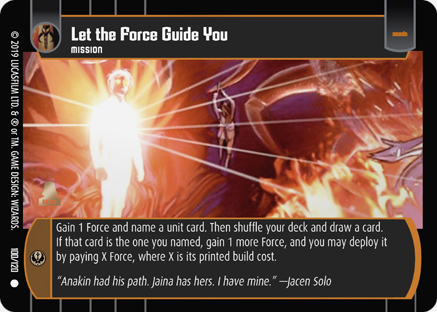 Let the Force Guide You
MISSION
1
Gain 1 Force and name a unit card. Then shuffle your deck and draw a card.
If that card is the one you named, gain 1 more Force, and you may deploy it
by paying X Force, where X is its printed build cost.
“Anakin had his path. Jaina has hers. I have mine.” —Jacen Solo
© 2019 LUCASFILM LTD. & ® or TM. GAME DESIGN: WIZARDS.
100/120